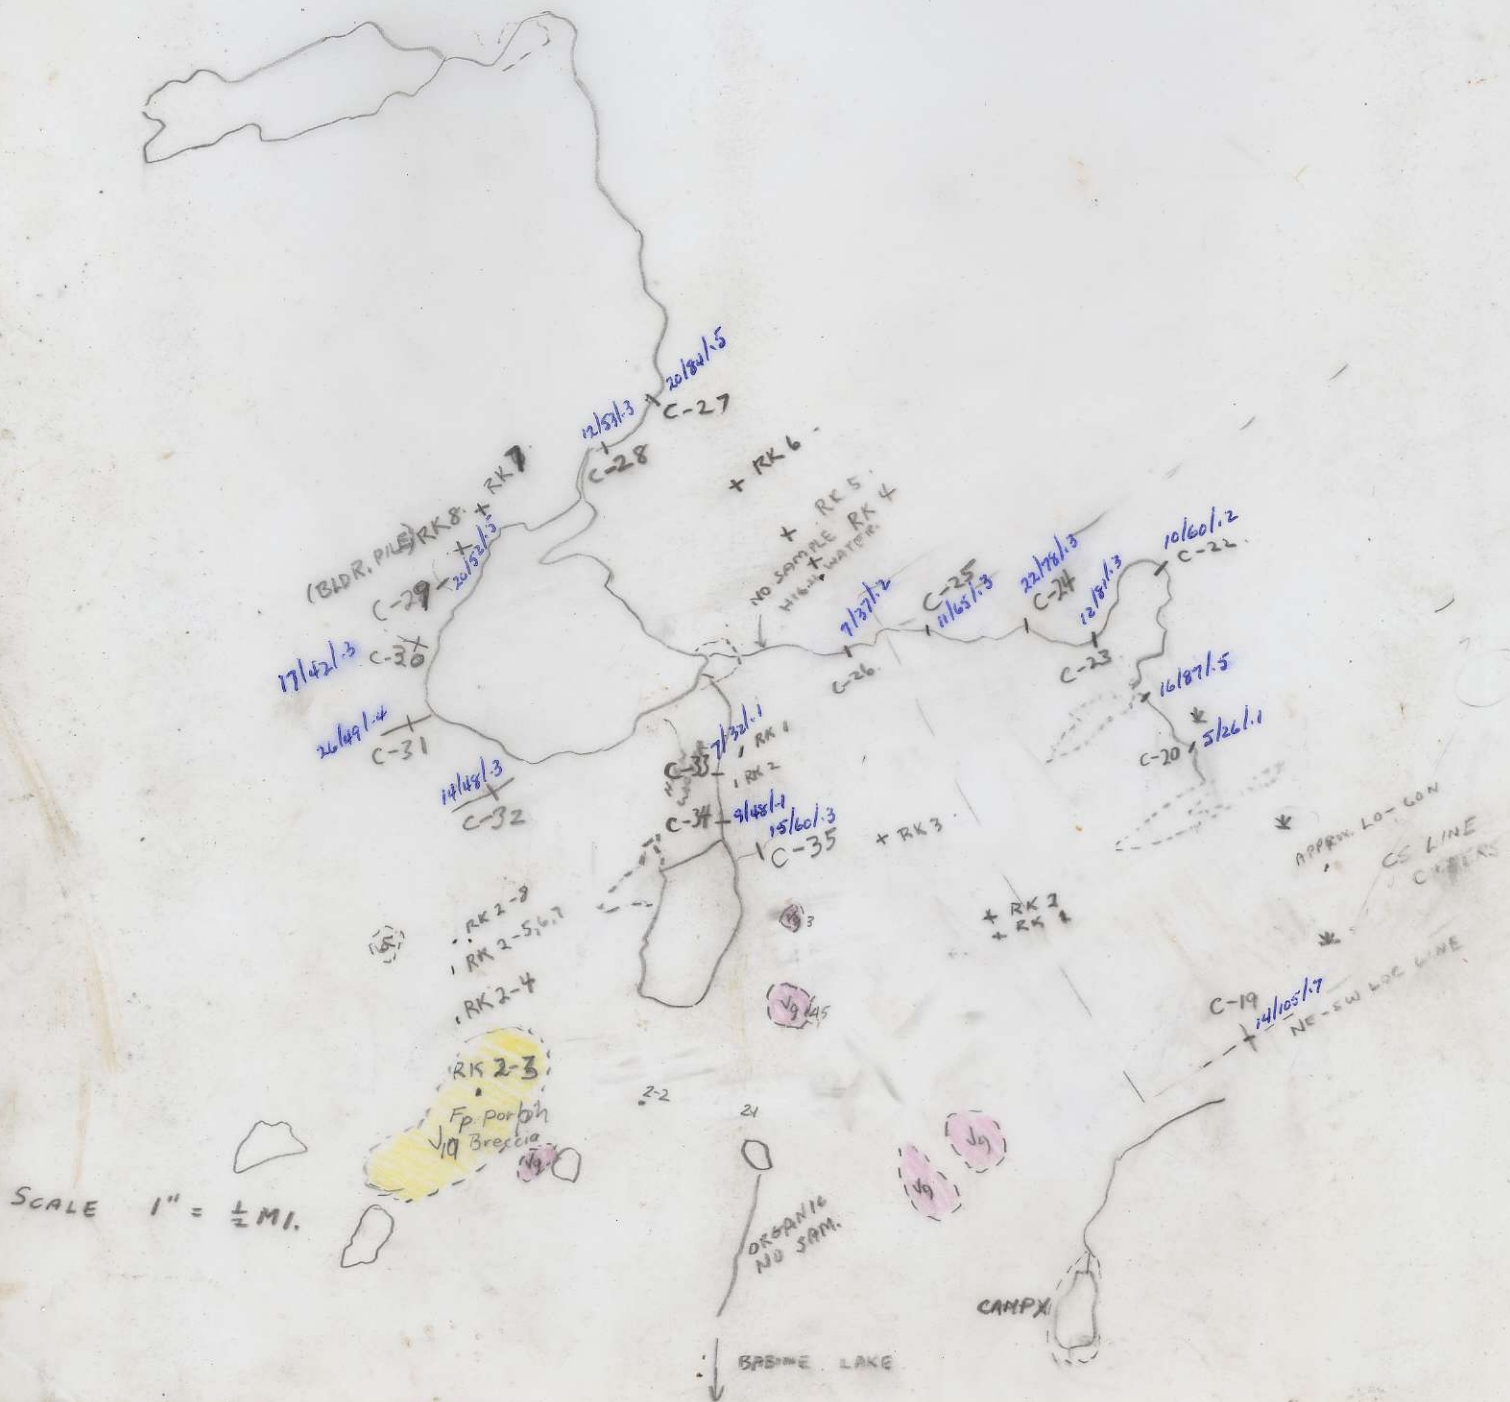 20/84/.5
C-27
12/53/.3
C-28
+ RK 6
RK 7
(BLDR. PILE) RK 8
C-29
20/52/.5
+ RK 5
NO SAMPLE RK 4
HIGH WATER
10/60/.2
C-22
22/78/.3
C-24
C-25
11/65/.3
12/81/.3
C-23
7/37/.2
C-26
17/42/.3
C-30
26/49/.4
C-31
14/48/.3
C-32
16/87/.5
5/26/.1
C-20
7/32/.1
C-33
RK 1
RK 2
C-34
9/48/.1
15/60/.3
C-35
+ RK 3
APPROX. LO-CON
CS LINE
RK 2-8
RK 2-5,6,7
RK 2-4
+ RK 2
+ RK 1
3
Jg
C-19
14/105/.7
NE-SW LOC LINE
RK 2-3
Fp porph
Breccia
Jg
2-2
21
Jg
Jg
SCALE 1" = ½ MI.
ORGANIC
NO SAM.
CAMP X
BABINE LAKE